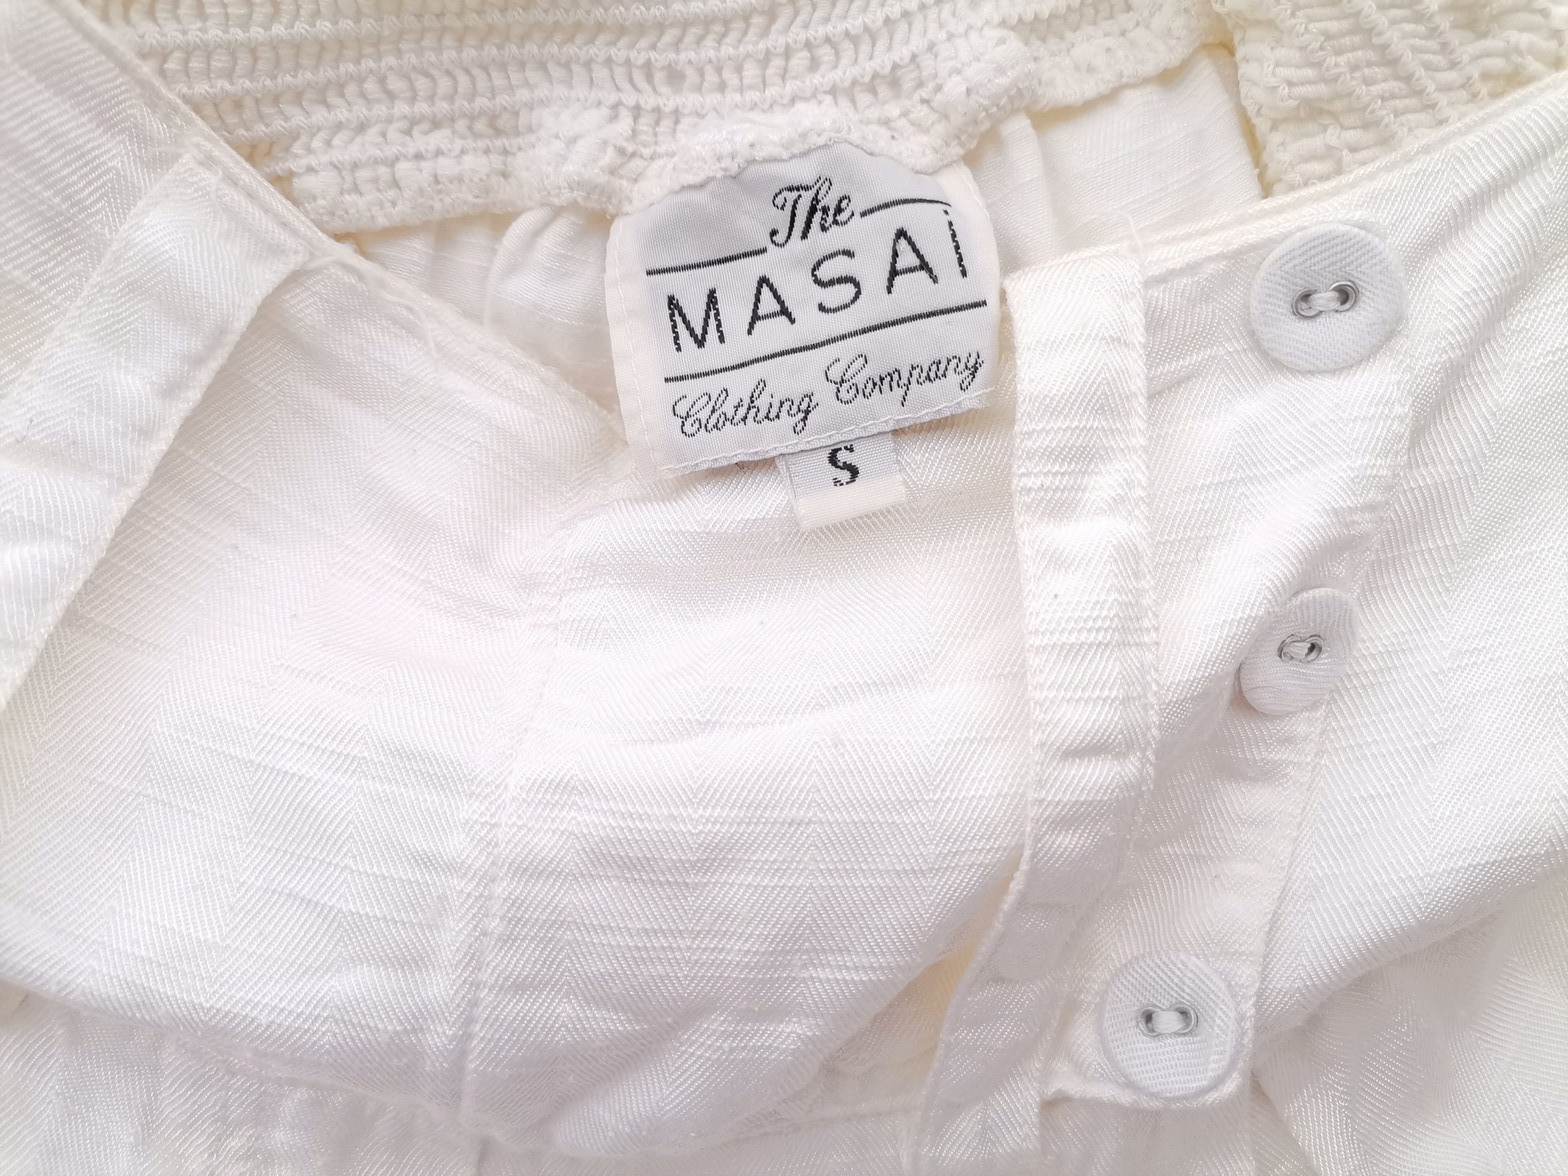 The
MASAi
Clothing Company
S